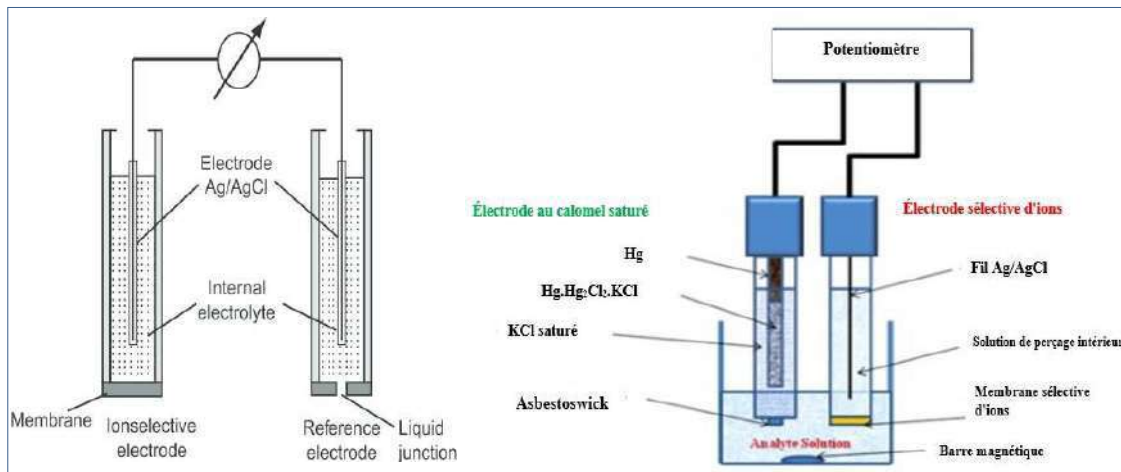 Electrode
Ag/AgCl
Internal
electrolyte
Membrane
Ionselective
electrode
Reference
electrode
Liquid
junction
Potentiomètre
Électrode au calomel saturé
Électrode sélective d'ions
Hg
Hg.Hg₂Cl₂.KCl
KCl saturé
Asbestoswick
Fil Ag/AgCl
Solution de perçage intérieur
Membrane sélective
d'ions
Analyte Solution
Barre magnétique